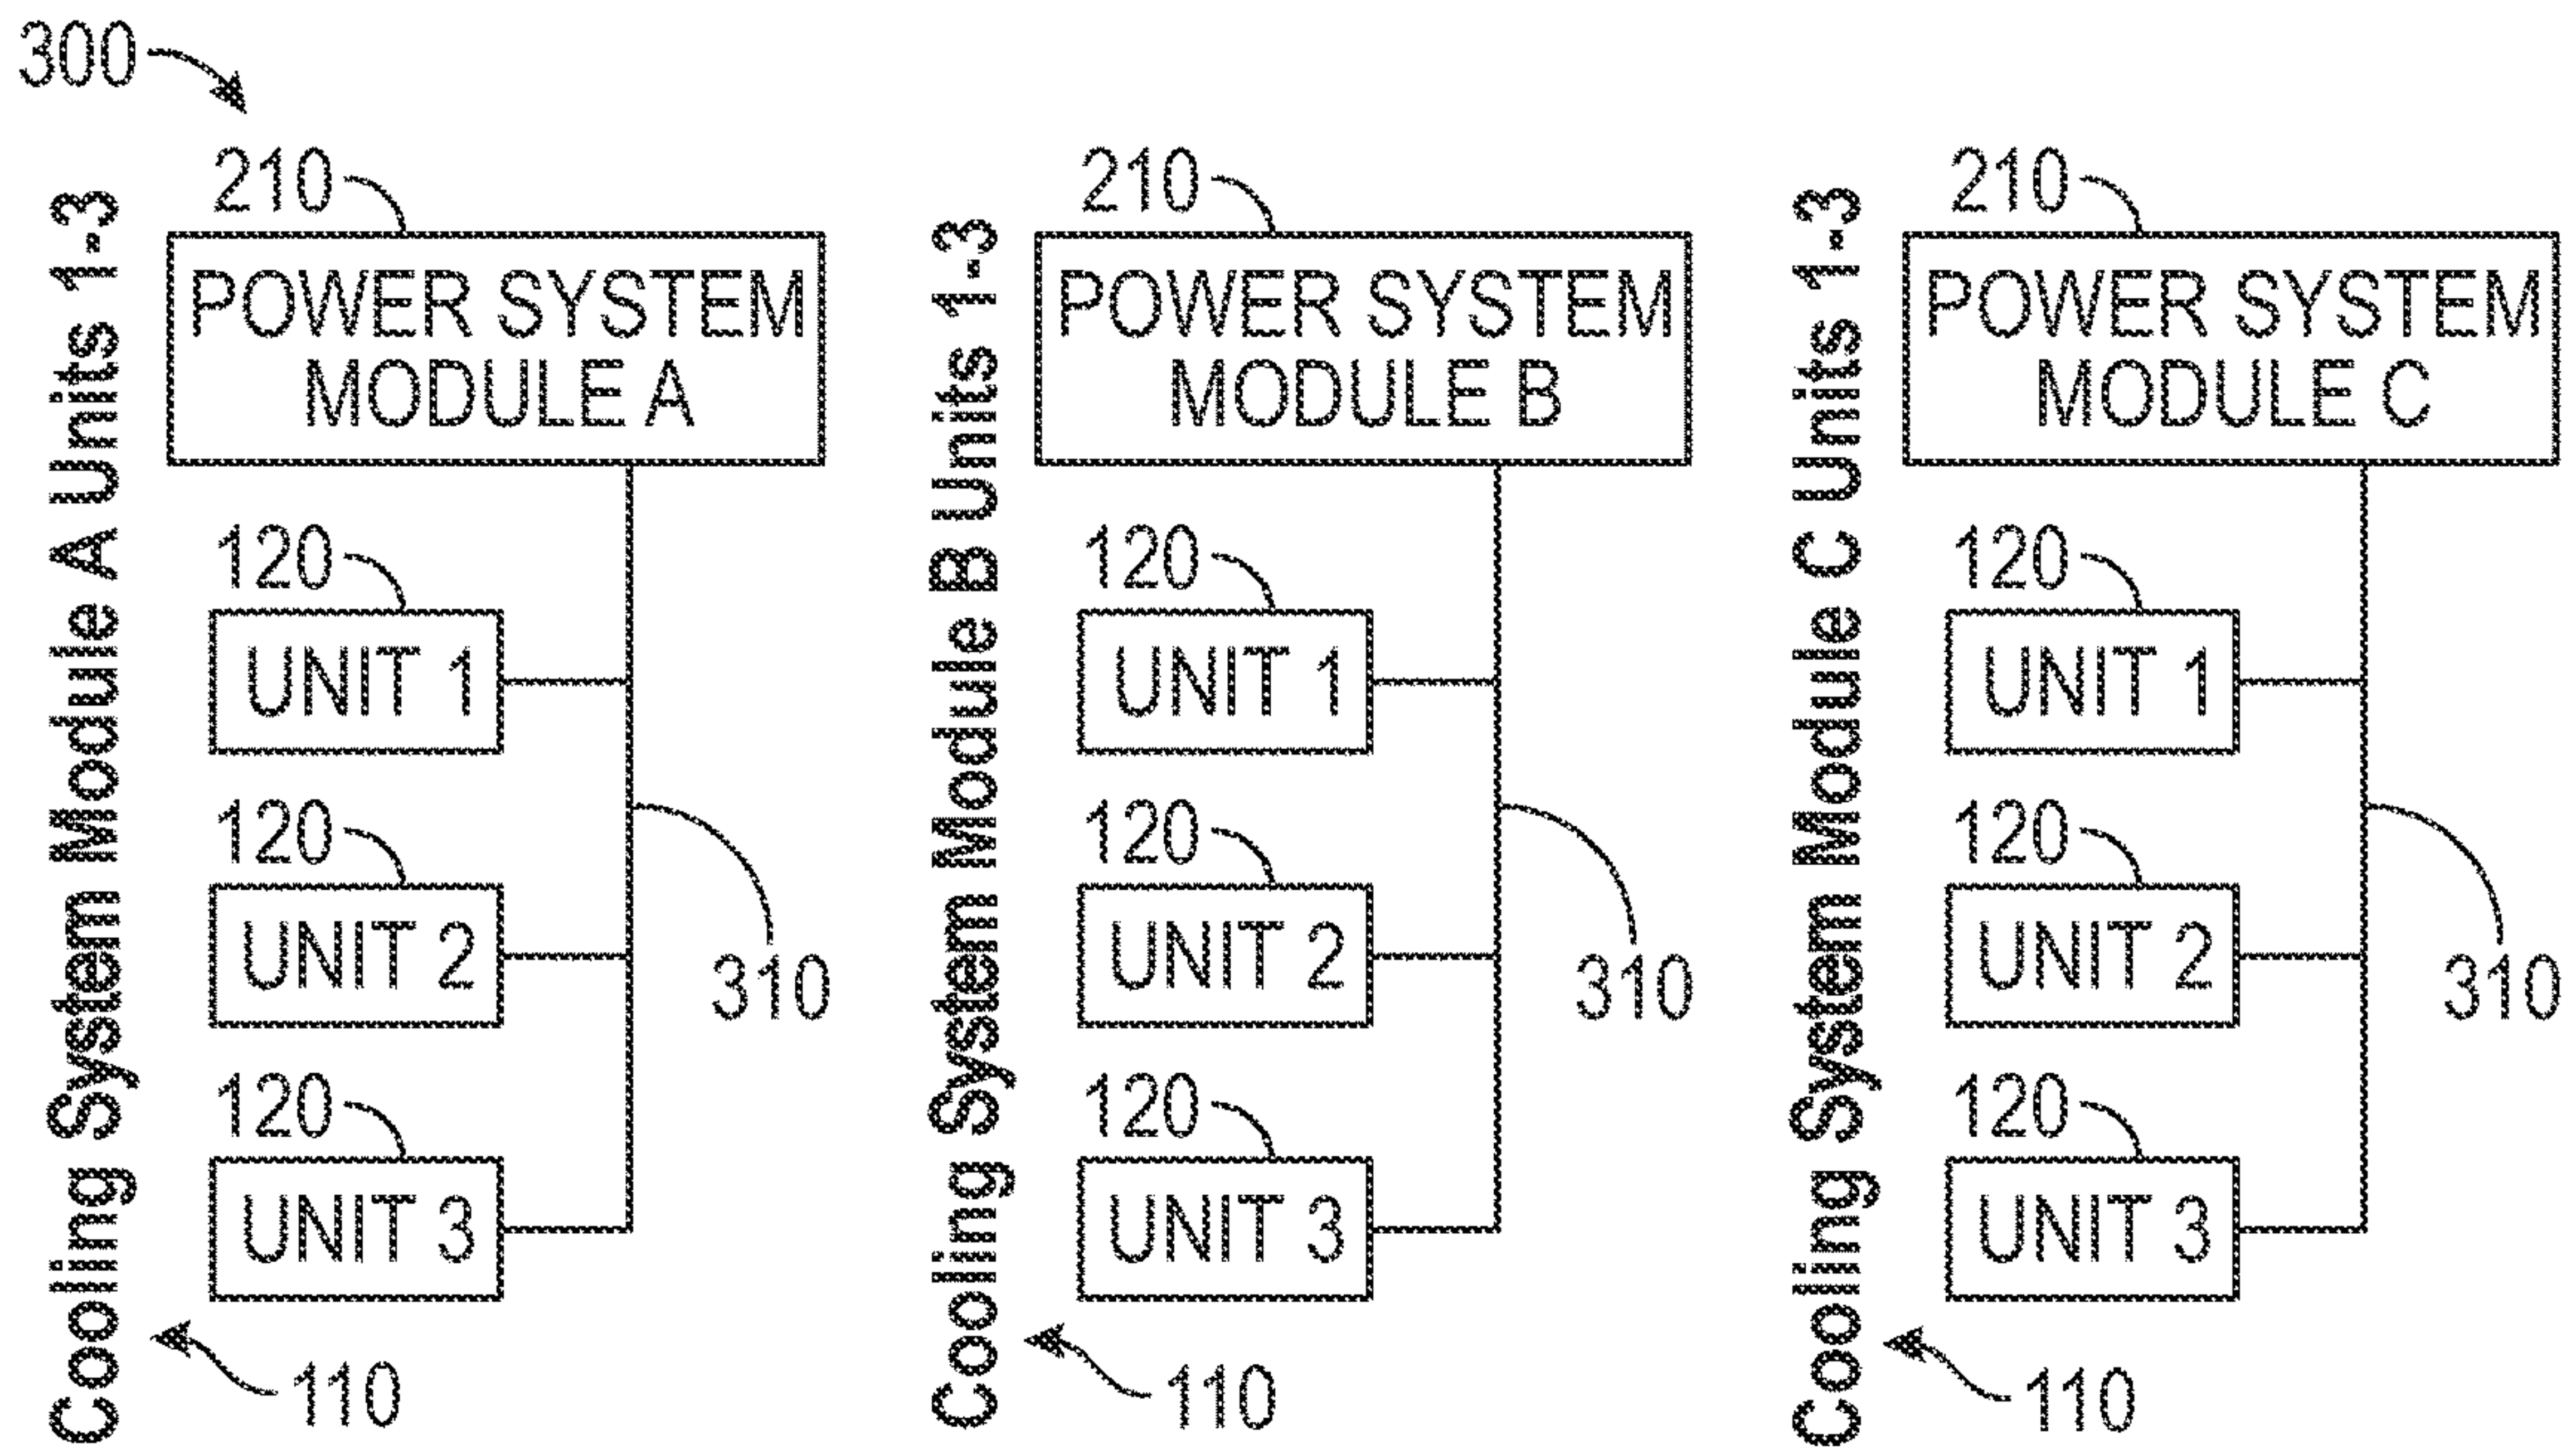 300
Cooling System Module A Units 1-3
210
POWER SYSTEM
MODULE A
120
UNIT 1
120
UNIT 2
310
120
UNIT 3
110
Cooling System Module B Units 1-3
210
POWER SYSTEM
MODULE B
120
UNIT 1
120
UNIT 2
310
120
UNIT 3
110
Cooling System Module C Units 1-3
210
POWER SYSTEM
MODULE C
120
UNIT 1
120
UNIT 2
310
120
UNIT 3
110